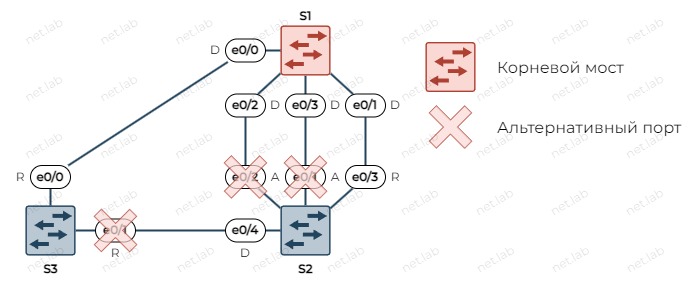 S1
D e0/0
e0/2 D e0/3 D e0/1 D
Корневой мост
Альтернативный порт
R e0/0
e0/2 A e0/1 A e0/3 R
e0/1
R
e0/4
D
S3
S2
net.lab